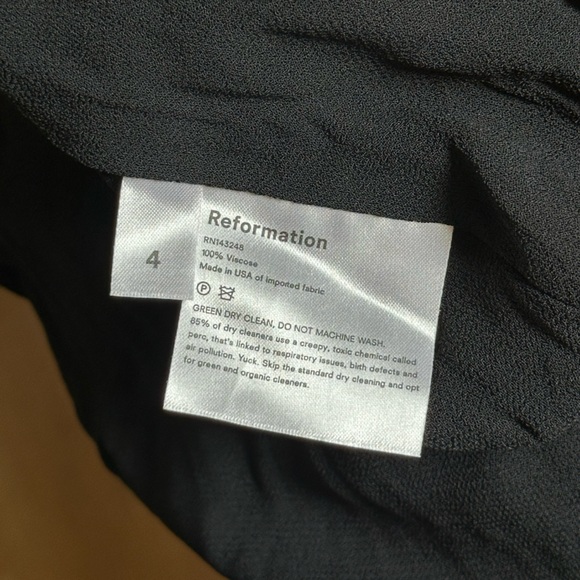 4
Reformation
RN143248
100% Viscose
Made in USA of imported fabric
P
GREEN DRY CLEAN, DO NOT MACHINE WASH.
65% of dry cleaners use a creepy, toxic chemical called
perc, that's linked to respiratory issues, birth defects and
air pollution. Yuck. Skip the standard dry cleaning and opt
for green and organic cleaners.